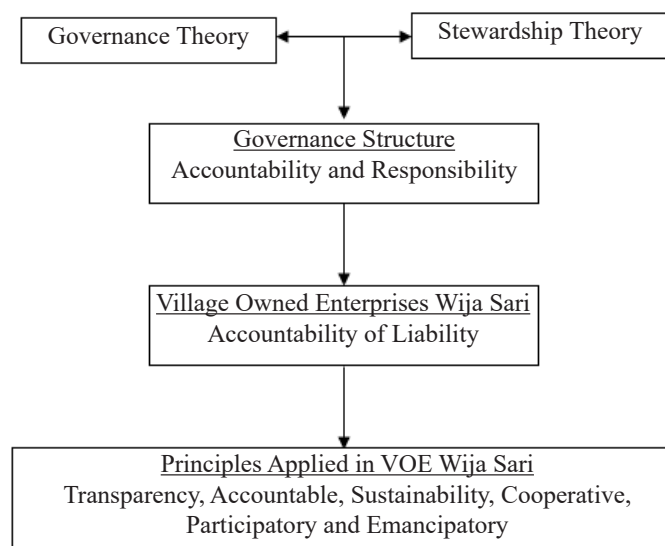 Governance Theory
Stewardship Theory
Governance Structure
Accountability and Responsibility
Village Owned Enterprises Wija Sari
Accountability of Liability
Principles Applied in VOE Wija Sari
Transparency, Accountable, Sustainability, Cooperative,
Participatory and Emancipatory